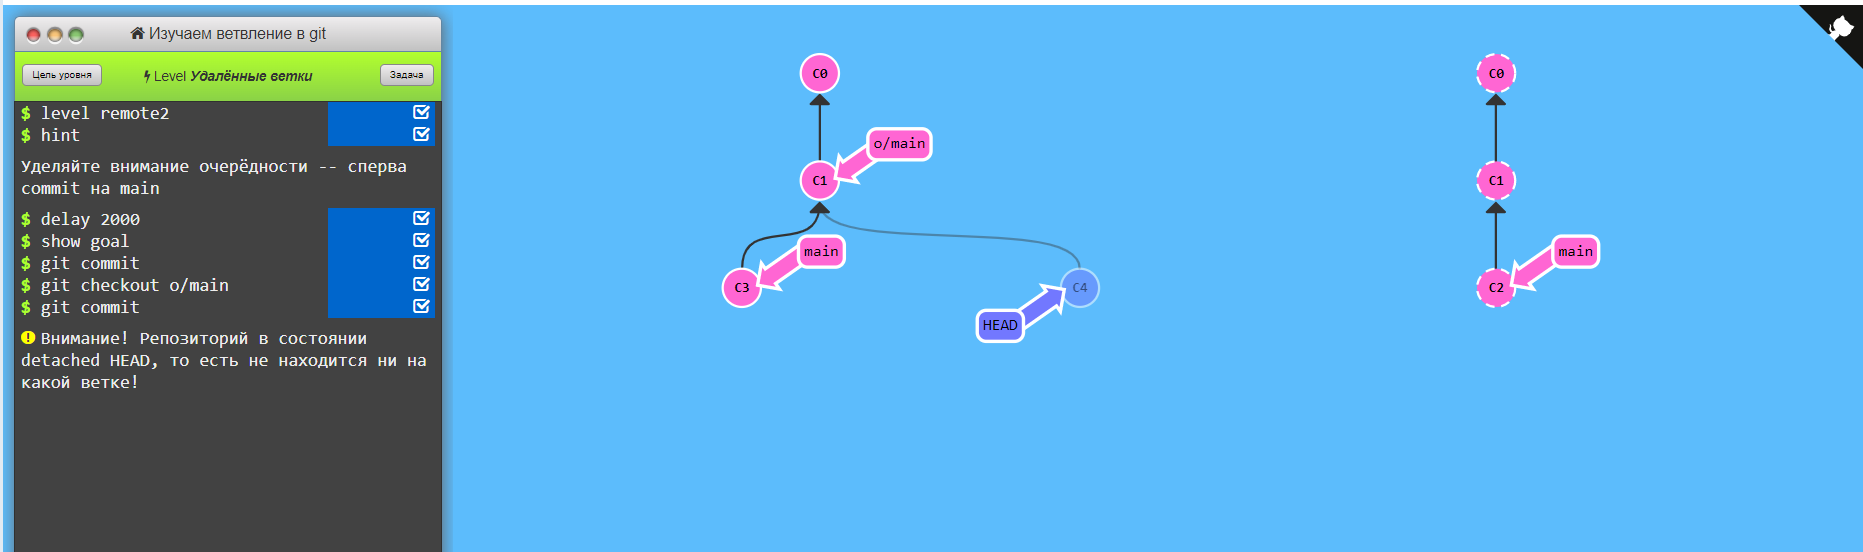 Изучаем ветвление в git
Цель уровня
Level Удалённые ветки
Задача
$ level remote2
$ hint
Уделяйте внимание очерёдности -- сперва
commit на main
$ delay 2000
$ show goal
$ git commit
$ git checkout o/main
$ git commit
Внимание! Репозиторий в состоянии
detached HEAD, то есть не находится ни на
какой ветке!
C0
o/main
C1
main
C3
C4
HEAD
C0
C1
main
C2